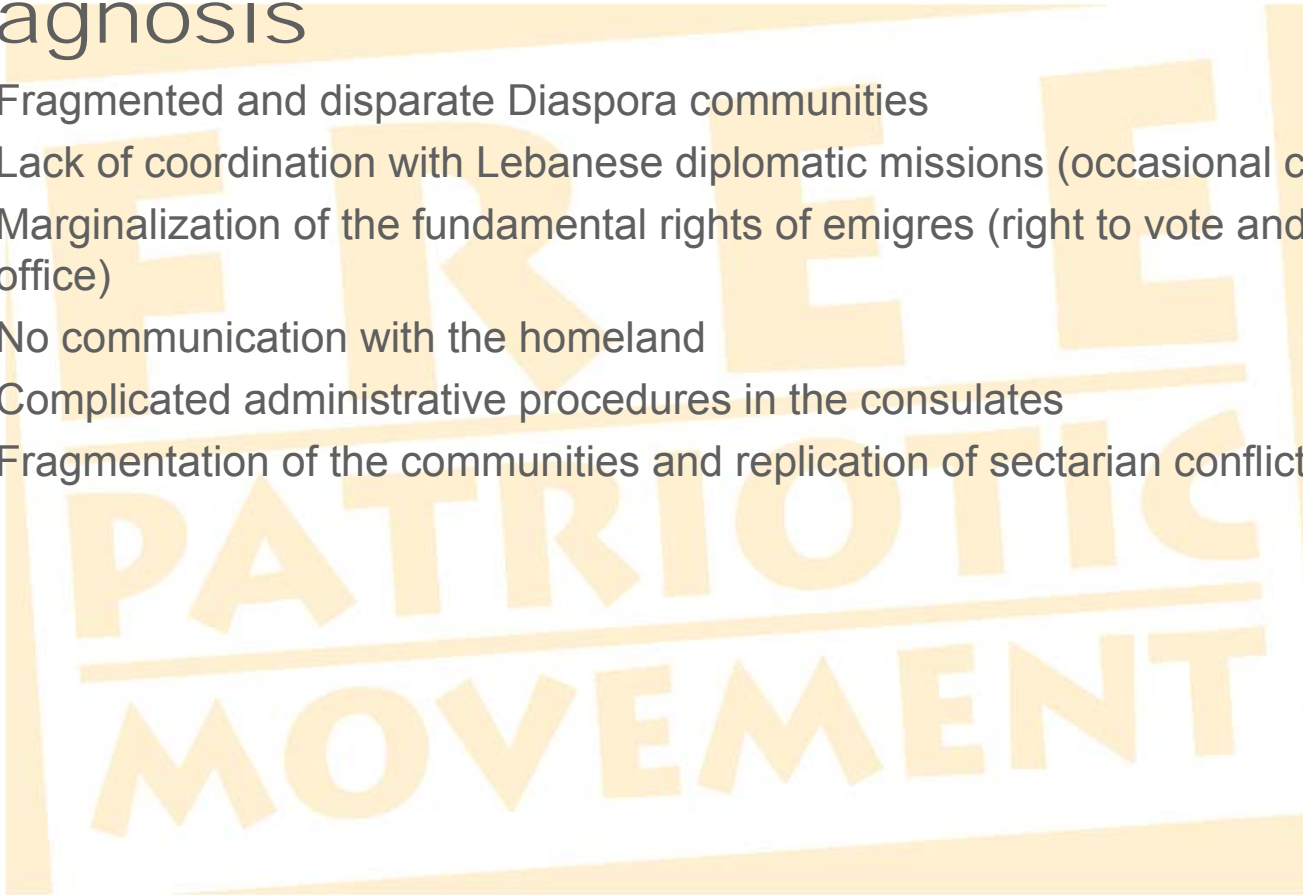 agnosis
Fragmented and disparate Diaspora communities
Lack of coordination with Lebanese diplomatic missions (occasional c
Marginalization of the fundamental rights of emigres (right to vote and
office)
No communication with the homeland
Complicated administrative procedures in the consulates
Fragmentation of the communities and replication of sectarian conflict
FREE
PATRIOTIC
MOVEMENT